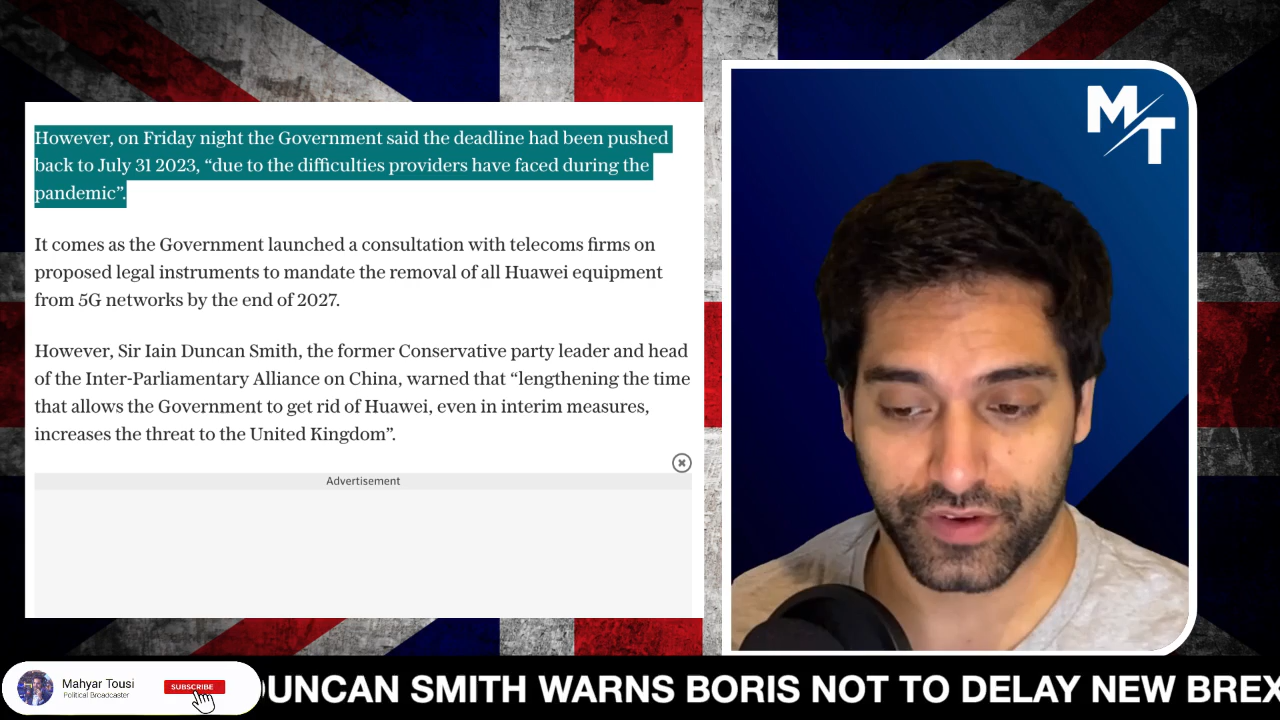 However, on Friday night the Government said the deadline had been pushed
back to July 31 2023, “due to the difficulties providers have faced during the
pandemic”.
It comes as the Government launched a consultation with telecoms firms on
proposed legal instruments to mandate the removal of all Huawei equipment
from 5G networks by the end of 2027.
However, Sir Iain Duncan Smith, the former Conservative party leader and head
of the Inter-Parliamentary Alliance on China, warned that “lengthening the time
that allows the Government to get rid of Huawei, even in interim measures,
increases the threat to the United Kingdom”.
Advertisement
MT
Mahyar Tousi
Political Broadcaster
SUBSCRIBE
DUNCAN SMITH WARNS BORIS NOT TO DELAY NEW BREX